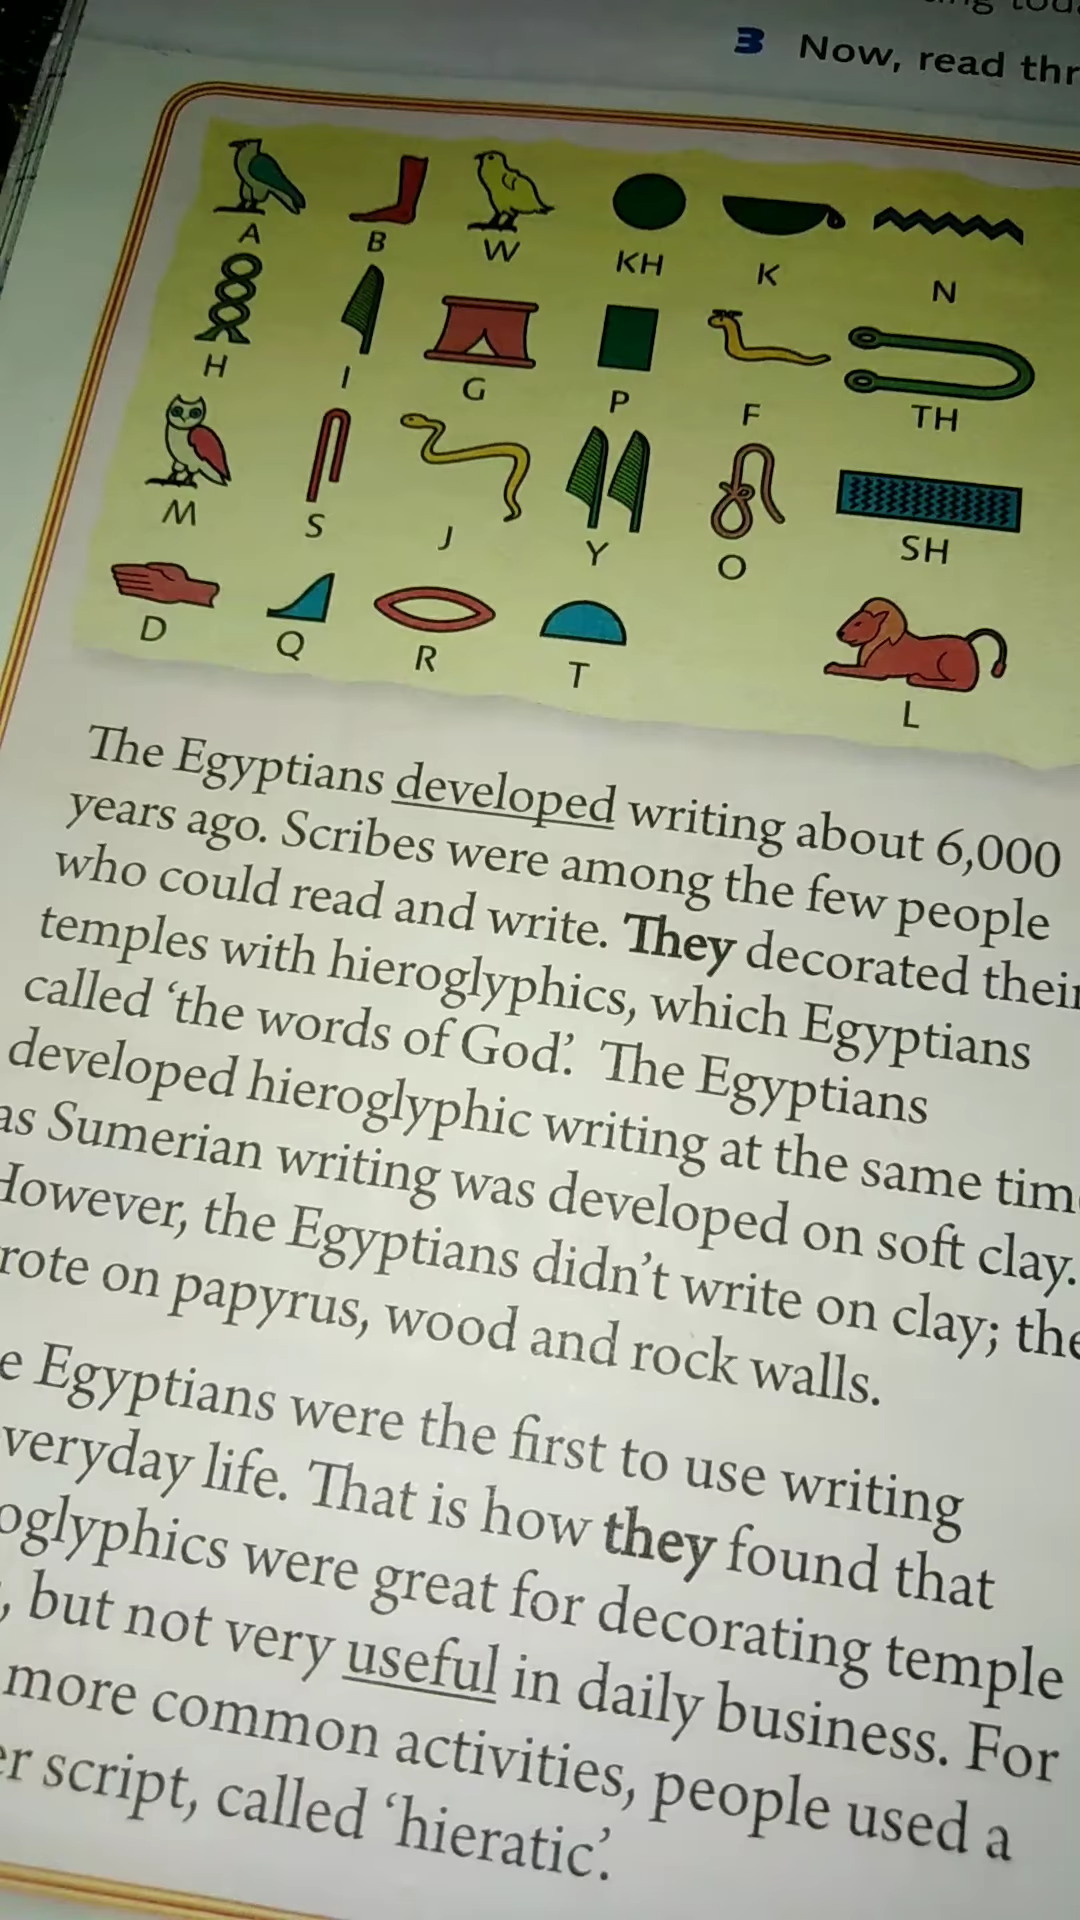 3 Now, read thr
A B W KH K N
H I G P F TH
M S J Y O SH
D Q R T L
The Egyptians developed writing about 6,000
years ago. Scribes were among the few people
who could read and write. They decorated their
temples with hieroglyphics, which Egyptians
called ‘the words of God’. The Egyptians
developed hieroglyphic writing at the same tim
as Sumerian writing was developed on soft clay.
However, the Egyptians didn’t write on clay; the
rote on papyrus, wood and rock walls.
e Egyptians were the first to use writing
veryday life. That is how they found that
oglyphics were great for decorating temple
, but not very useful in daily business. For
more common activities, people used a
er script, called ‘hieratic’.